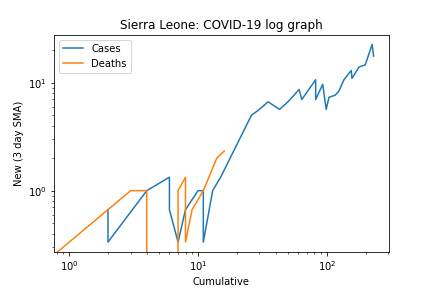 Sierra Leone: COVID-19 log graph
Cases
Deaths
New (3 day SMA)
10¹
10⁰
10⁰
10¹
10²
Cumulative